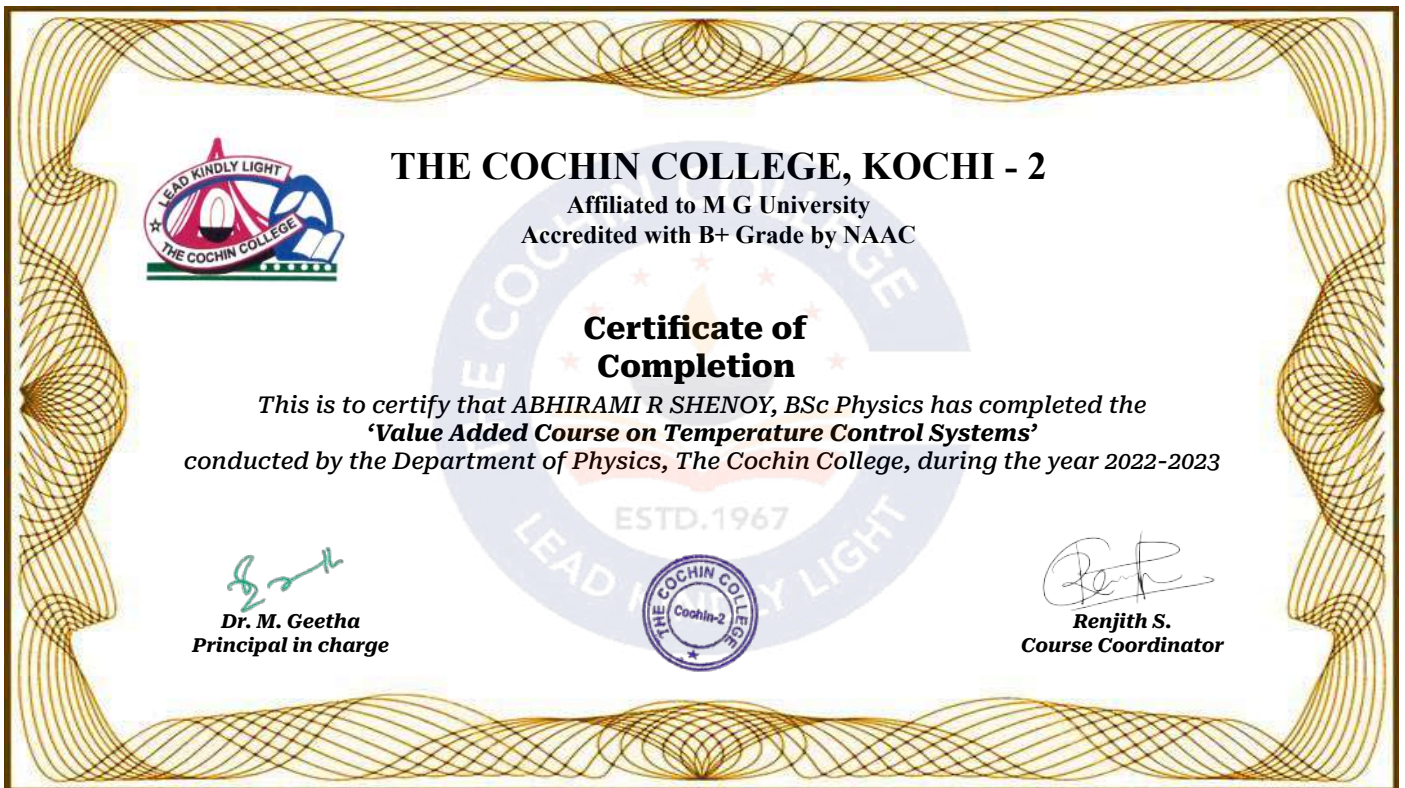 LEAD KINDLY LIGHT
THE COCHIN COLLEGE
THE COCHIN COLLEGE, KOCHI - 2
Affiliated to M G University
Accredited with B+ Grade by NAAC
THE COCHIN COLLEGE
Certificate of
Completion
This is to certify that ABHIRAMI R SHENOY, BSc Physics has completed the
‘Value Added Course on Temperature Control Systems’
conducted by the Department of Physics, The Cochin College, during the year 2022-2023
ESTD.1967
LEAD KINDLY LIGHT
THE COCHIN COLLEGE
Cochin-2
Dr. M. Geetha
Principal in charge
Renjith S.
Course Coordinator